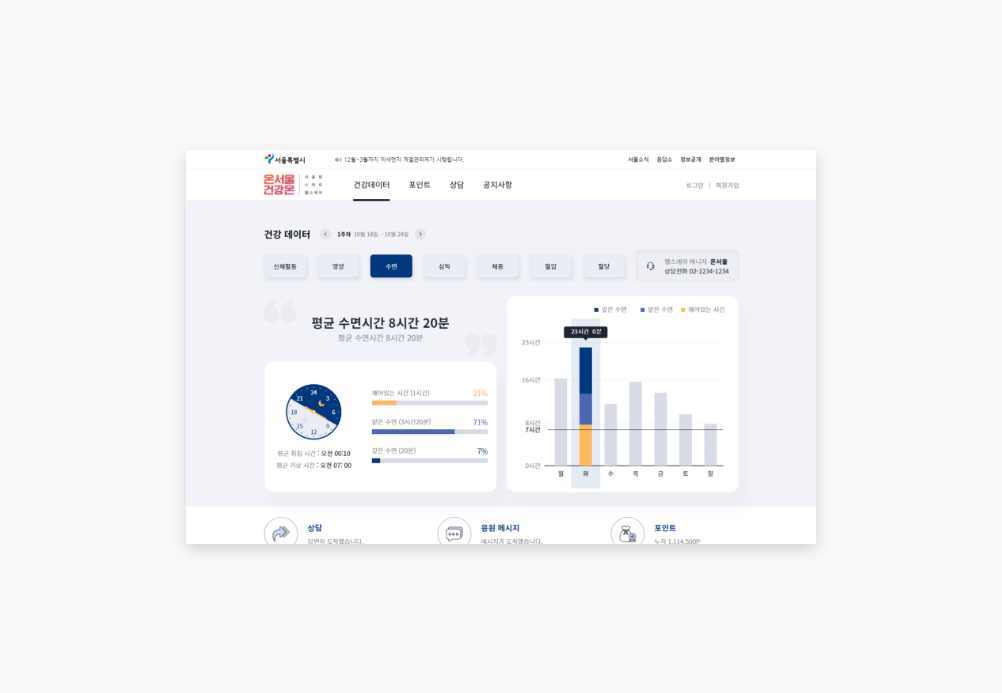 서울특별시
12월~3월까지 미세먼지 계절관리제가 시행됩니다.
서울소식 응답소 정보공개 분야별정보
온서울
건강온
서울형
스마트
헬스케어
건강데이터 포인트 상담 공지사항
로그인 | 회원가입
건강 데이터
1주차 10월 18일 - 10월 24일
신체활동 영양 수면 심박 체중 혈압 혈당
헬스케어 매니저 온서울
상담전화 02-1234-1234
평균 수면시간 8시간 20분
평균 수면시간 8시간 20분
24
21 3
18 6
15 9
12
평균 취침 시간 : 오전 00:10
평균 기상 시간 : 오전 07: 00
깨어있는 시간 (1시간) 21%
얕은 수면 (3시간20분) 71%
깊은 수면 (20분) 7%
깊은 수면 얕은 수면 깨어있는 시간
23시간 0분
23시간
16시간
8시간
7시간
0시간
월 화 수 목 금 토 일
상담
답변이 도착했습니다.
응원 메시지
메시지가 도착했습니다.
포인트
누적 1,114,500P